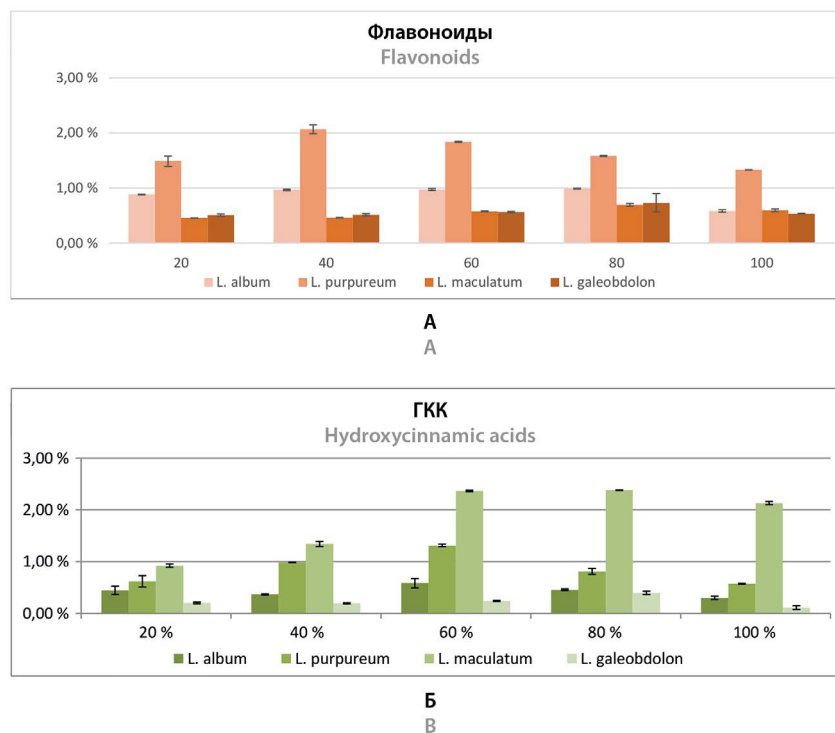 Флавоноиды
Flavonoids
3,00 %
2,00 %
1,00 %
0,00 %
20 40 60 80 100
L. album L. purpureum L. maculatum L. galeobdolon
А
A
ГКК
Hydroxycinnamic acids
3,00 %
2,00 %
1,00 %
0,00 %
20 % 40 % 60 % 80 % 100 %
L. album L. purpureum L. maculatum L. galeobdolon
Б
B